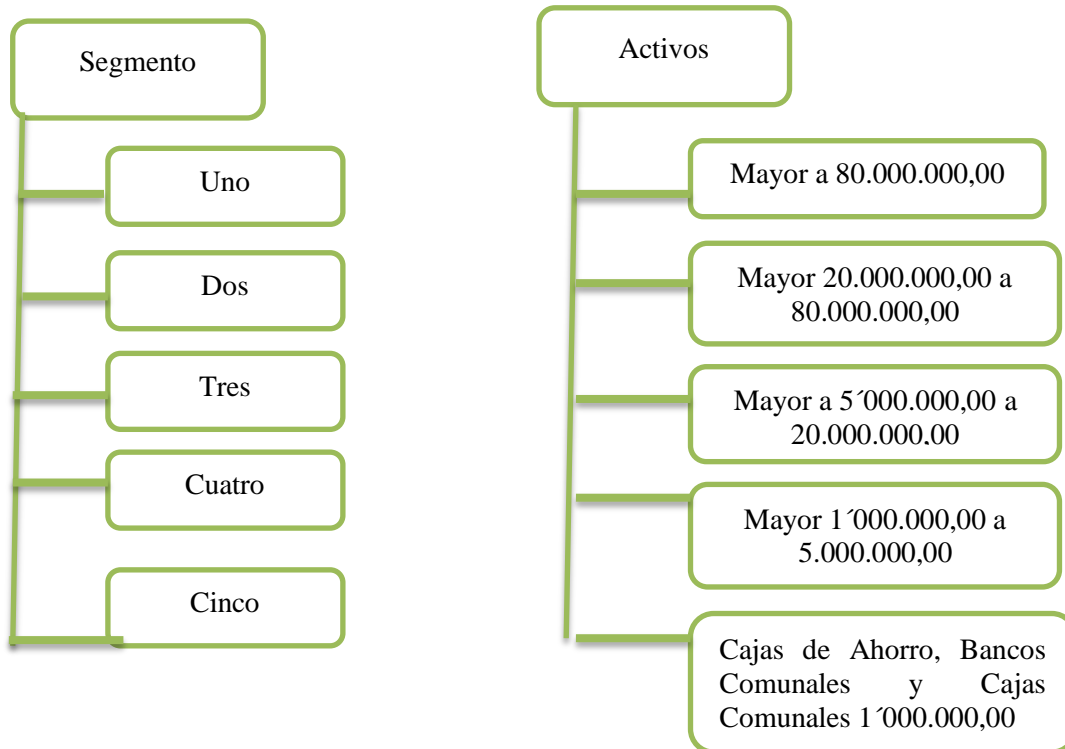 Segmento
Uno
Dos
Tres
Cuatro
Cinco
Activos
Mayor a 80.000.000,00
Mayor 20.000.000,00 a
80.000.000,00
Mayor a 5´000.000,00 a
20.000.000,00
Mayor 1´000.000,00 a
5.000.000,00
Cajas de Ahorro, Bancos
Comunales y Cajas
Comunales 1´000.000,00